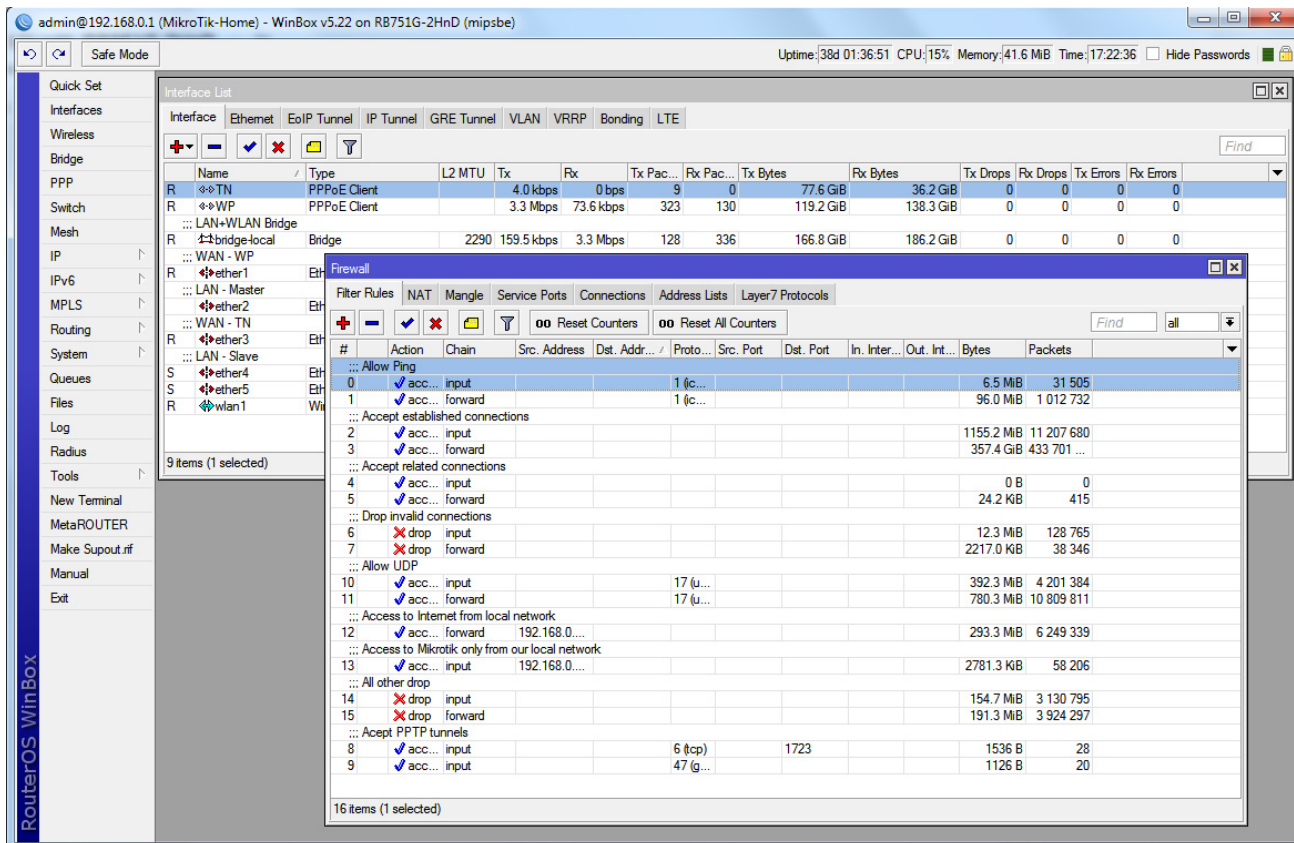 admin@192.168.0.1 (MikroTik-Home) - WinBox v5.22 on RB751G-2HnD (mipsbe)
Safe Mode Uptime: 38d 01:36:51 CPU: 15% Memory: 41.6 MiB Time: 17:22:36 Hide Passwords
Quick Set
Interfaces
Wireless
Bridge
PPP
Switch
Mesh
IP
IPv6
MPLS
Routing
System
Queues
Files
Log
Radius
Tools
New Terminal
MetaROUTER
Make Supout.rif
Manual
Exit
RouterOS WinBox
Interface List
Interface Ethernet EoIP Tunnel IP Tunnel GRE Tunnel VLAN VRRP Bonding LTE
Find
Name / Type L2 MTU Tx Rx Tx Pac... Rx Pac... Tx Bytes Rx Bytes Tx Drops Rx Drops Tx Errors Rx Errors
R TN PPPoE Client 4.0 kbps 0 bps 9 0 77.6 GiB 36.2 GiB 0 0 0 0
R WP PPPoE Client 3.3 Mbps 73.6 kbps 323 130 119.2 GiB 138.3 GiB 0 0 0 0
;;; LAN+WLAN Bridge
R bridge-local Bridge 2290 159.5 kbps 3.3 Mbps 128 336 166.8 GiB 186.2 GiB 0 0 0 0
;;; WAN - WP
R ether1 Eth
;;; LAN - Master
ether2 Eth
;;; WAN - TN
R ether3 Eth
;;; LAN - Slave
S ether4 Eth
S ether5 Eth
R wlan1 Wi
9 items (1 selected)
Firewall
Filter Rules NAT Mangle Service Ports Connections Address Lists Layer7 Protocols
00 Reset Counters 00 Reset All Counters Find all
# Action Chain Src. Address Dst. Addr... / Proto... Src. Port Dst. Port In. Inter... Out. Int... Bytes Packets
;;; Allow Ping
0 acc... input 1 (ic... 6.5 MiB 31 505
1 acc... forward 1 (ic... 96.0 MiB 1 012 732
;;; Accept established connections
2 acc... input 1155.2 MiB 11 207 680
3 acc... forward 357.4 GiB 433 701 ...
;;; Accept related connections
4 acc... input 0 B 0
5 acc... forward 24.2 KiB 415
;;; Drop invalid connections
6 drop input 12.3 MiB 128 765
7 drop forward 2217.0 KiB 38 346
;;; Allow UDP
10 acc... input 17 (u... 392.3 MiB 4 201 384
11 acc... forward 17 (u... 780.3 MiB 10 809 811
;;; Access to Internet from local network
12 acc... forward 192.168.0.... 293.3 MiB 6 249 339
;;; Access to Mikrotik only from our local network
13 acc... input 192.168.0.... 2781.3 KiB 58 206
;;; All other drop
14 drop input 154.7 MiB 3 130 795
15 drop forward 191.3 MiB 3 924 297
;;; Acept PPTP tunnels
8 acc... input 6 (tcp) 1723 1536 B 28
9 acc... input 47 (g... 1126 B 20
16 items (1 selected)